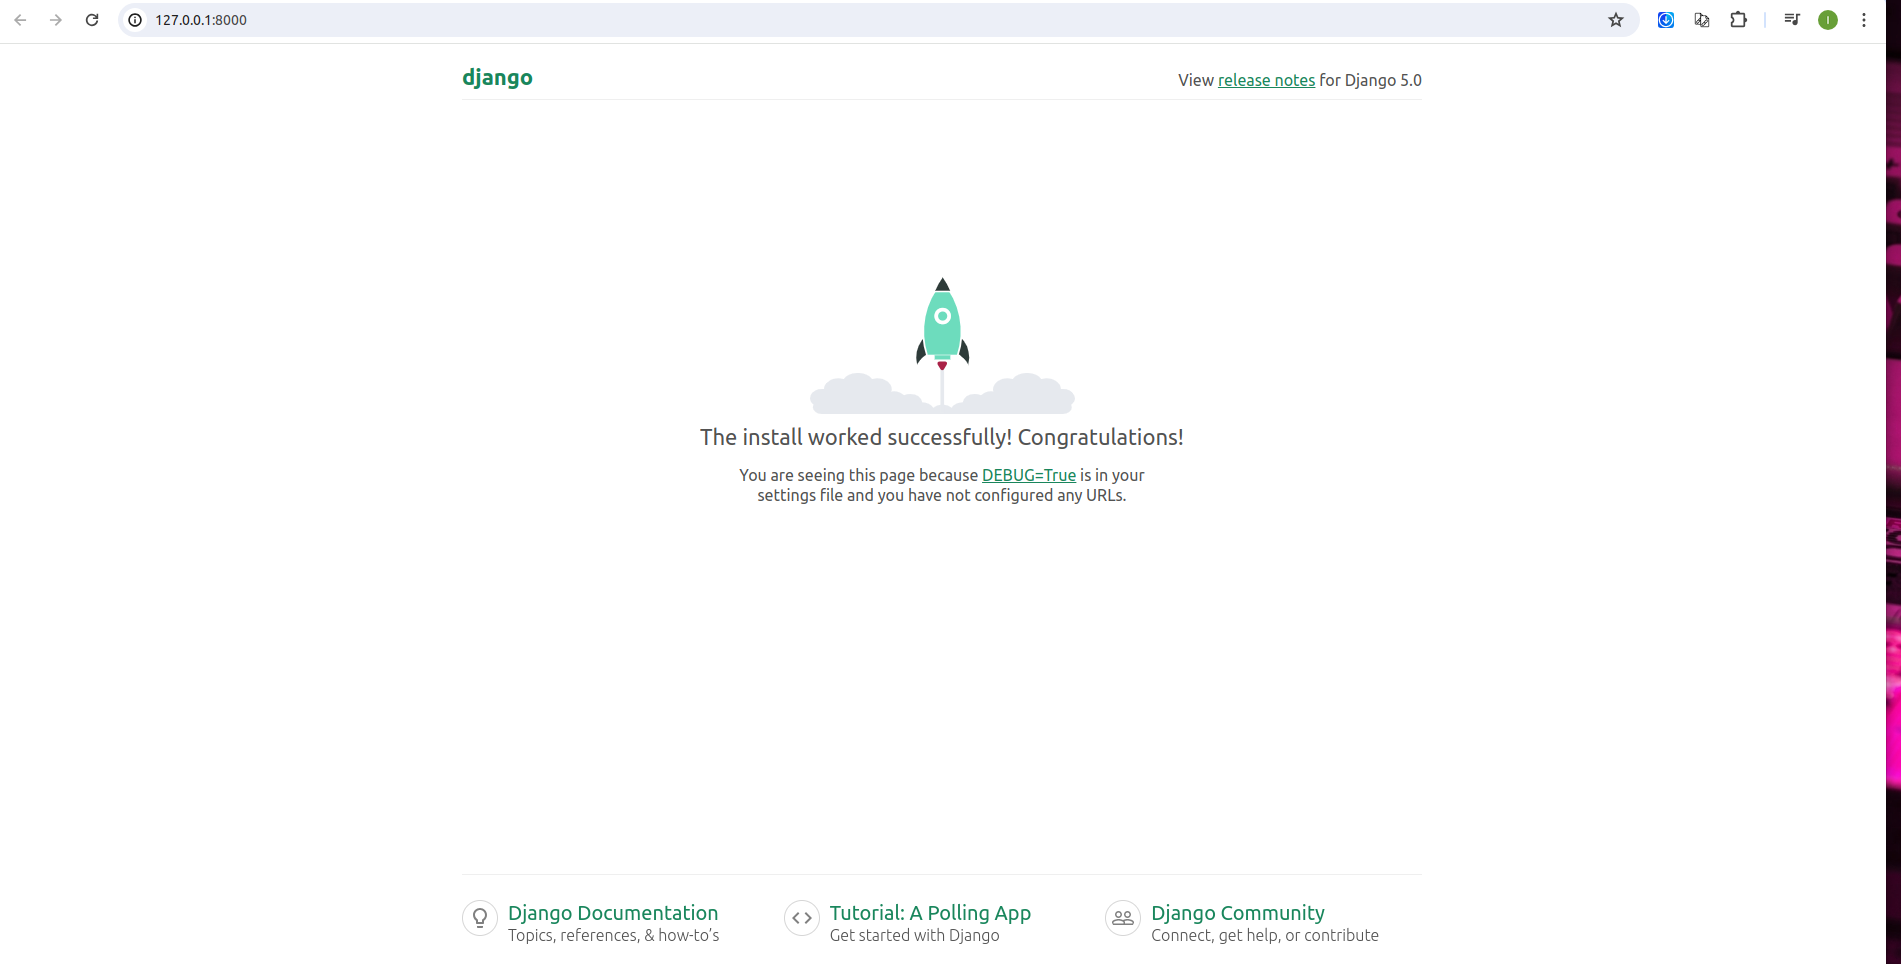 127.0.0.1:8000
I
django
View release notes for Django 5.0
The install worked successfully! Congratulations!
You are seeing this page because DEBUG=True is in your
settings file and you have not configured any URLs.
Django Documentation
Topics, references, & how-to’s
Tutorial: A Polling App
Get started with Django
Django Community
Connect, get help, or contribute